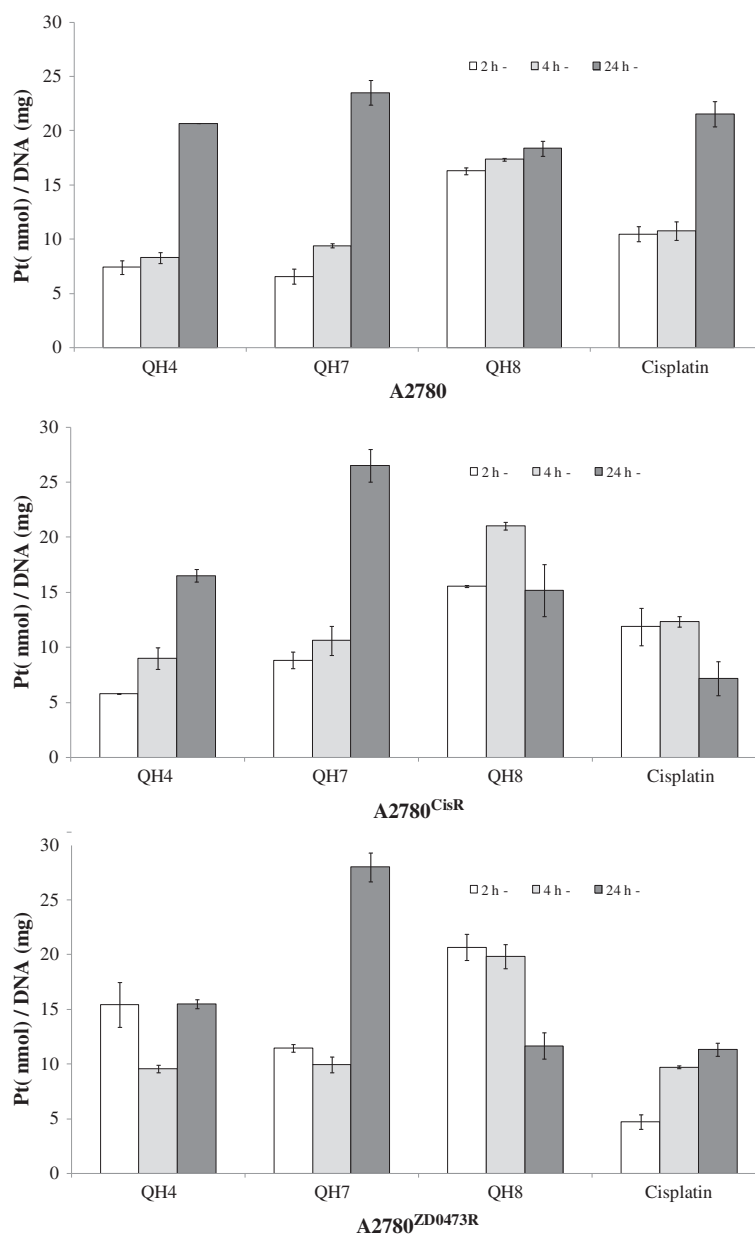 30
25
20
15
10
5
0
Pt( nmol) / DNA (mg)
2 h - 4 h - 24 h -
QH4 QH7 QH8 Cisplatin
A2780
30
25
20
15
10
5
0
Pt( nmol) / DNA (mg)
2 h - 4 h - 24 h -
QH4 QH7 QH8 Cisplatin
A2780CisR
30
25
20
15
10
5
0
Pt( nmol) / DNA (mg)
2 h - 4 h - 24 h -
QH4 QH7 QH8 Cisplatin
A2780ZD0473R